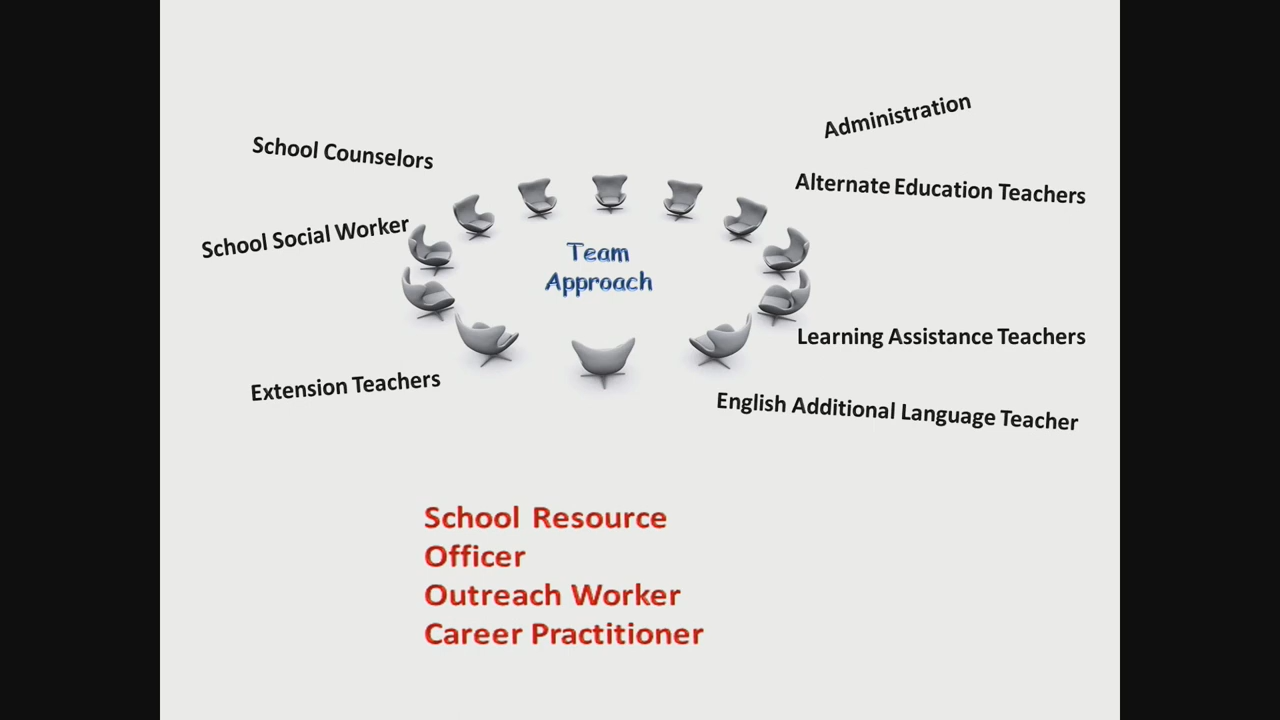 Administration
School Counselors
Alternate Education Teachers
School Social Worker
Team
Approach
Learning Assistance Teachers
Extension Teachers
English Additional Language Teacher
School Resource
Officer
Outreach Worker
Career Practitioner